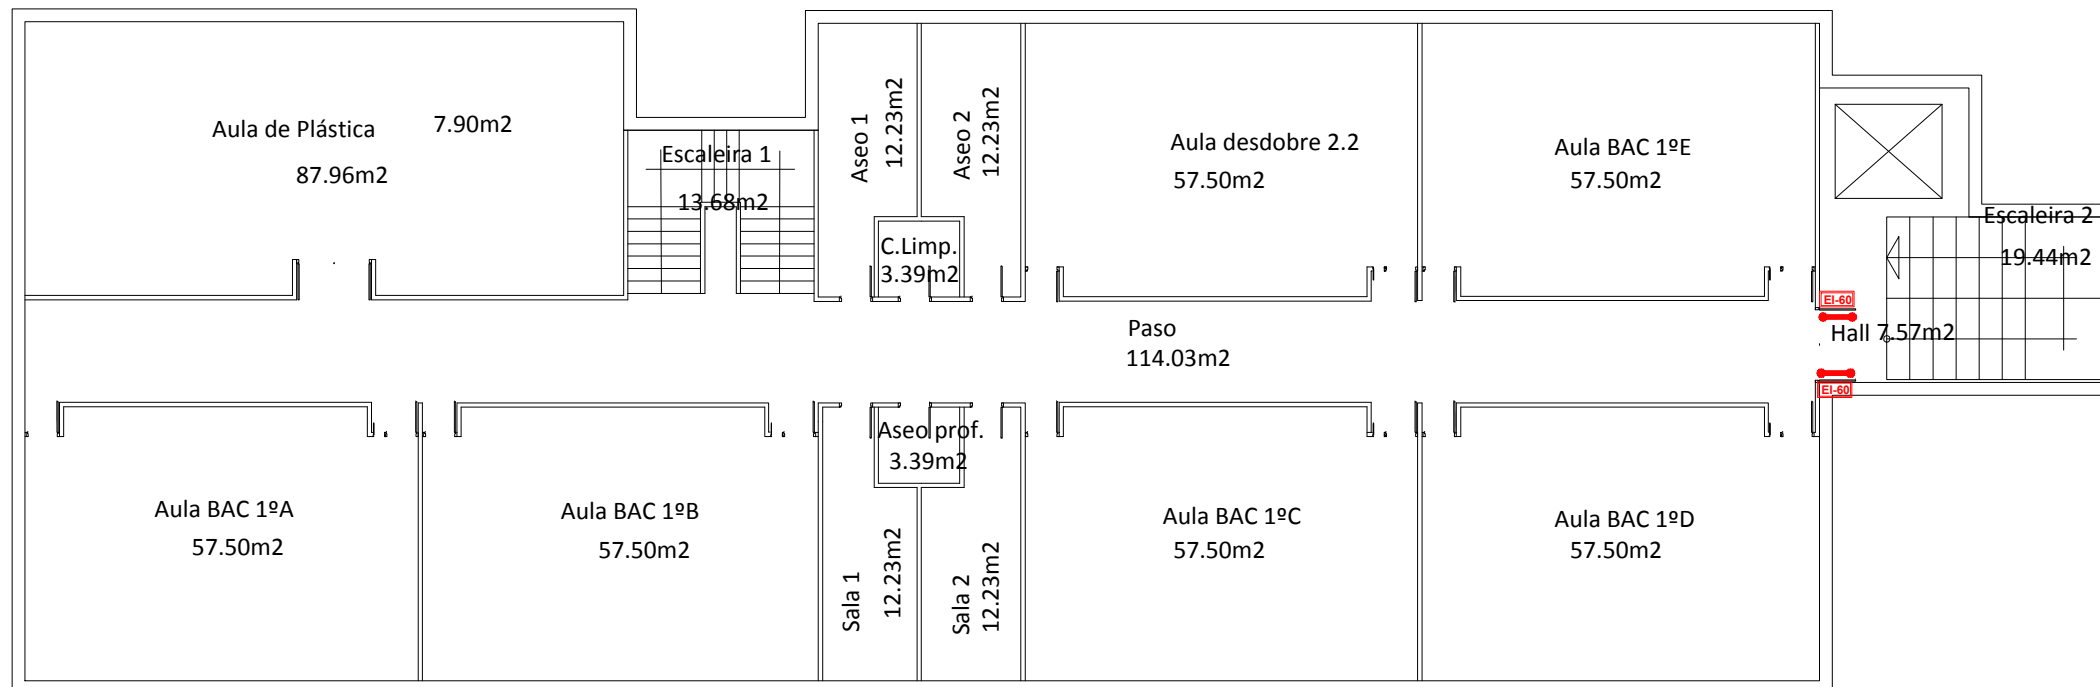 Aula de Plástica
7.90m2
87.96m2
Escaleira 1
13.68m2
Aseo 1
12.23m2
Aseo 2
12.23m2
C.Limp.
3.39m2
Aula desdobre 2.2
57.50m2
Aula BAC 1ºE
57.50m2
Escaleira 2
19.44m2
EI-60
Hall 7.57m2
EI-60
Paso
114.03m2
Aula BAC 1ºA
57.50m2
Aula BAC 1ºB
57.50m2
Aseo prof.
3.39m2
Sala 1
12.23m2
Sala 2
12.23m2
Aula BAC 1ºC
57.50m2
Aula BAC 1ºD
57.50m2